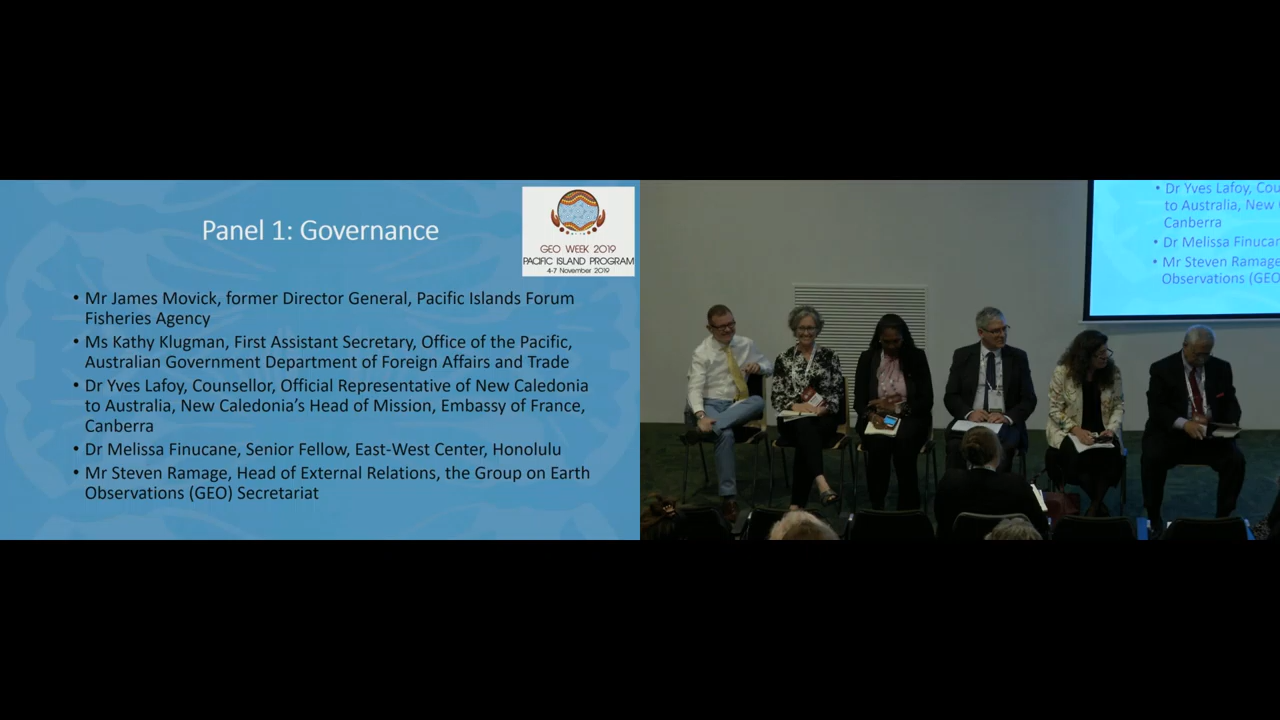 Panel 1: Governance
GEO WEEK 2019
PACIFIC ISLAND PROGRAM
4-7 November 2019
• Mr James Movick, former Director General, Pacific Islands Forum
Fisheries Agency
• Ms Kathy Klugman, First Assistant Secretary, Office of the Pacific,
Australian Government Department of Foreign Affairs and Trade
• Dr Yves Lafoy, Counsellor, Official Representative of New Caledonia
to Australia, New Caledonia’s Head of Mission, Embassy of France,
Canberra
• Dr Melissa Finucane, Senior Fellow, East-West Center, Honolulu
• Mr Steven Ramage, Head of External Relations, the Group on Earth
Observations (GEO) Secretariat
• Dr Yves Lafoy, Cou
to Australia, New
Canberra
• Dr Melissa Finucan
• Mr Steven Ramage
Observations (GEO